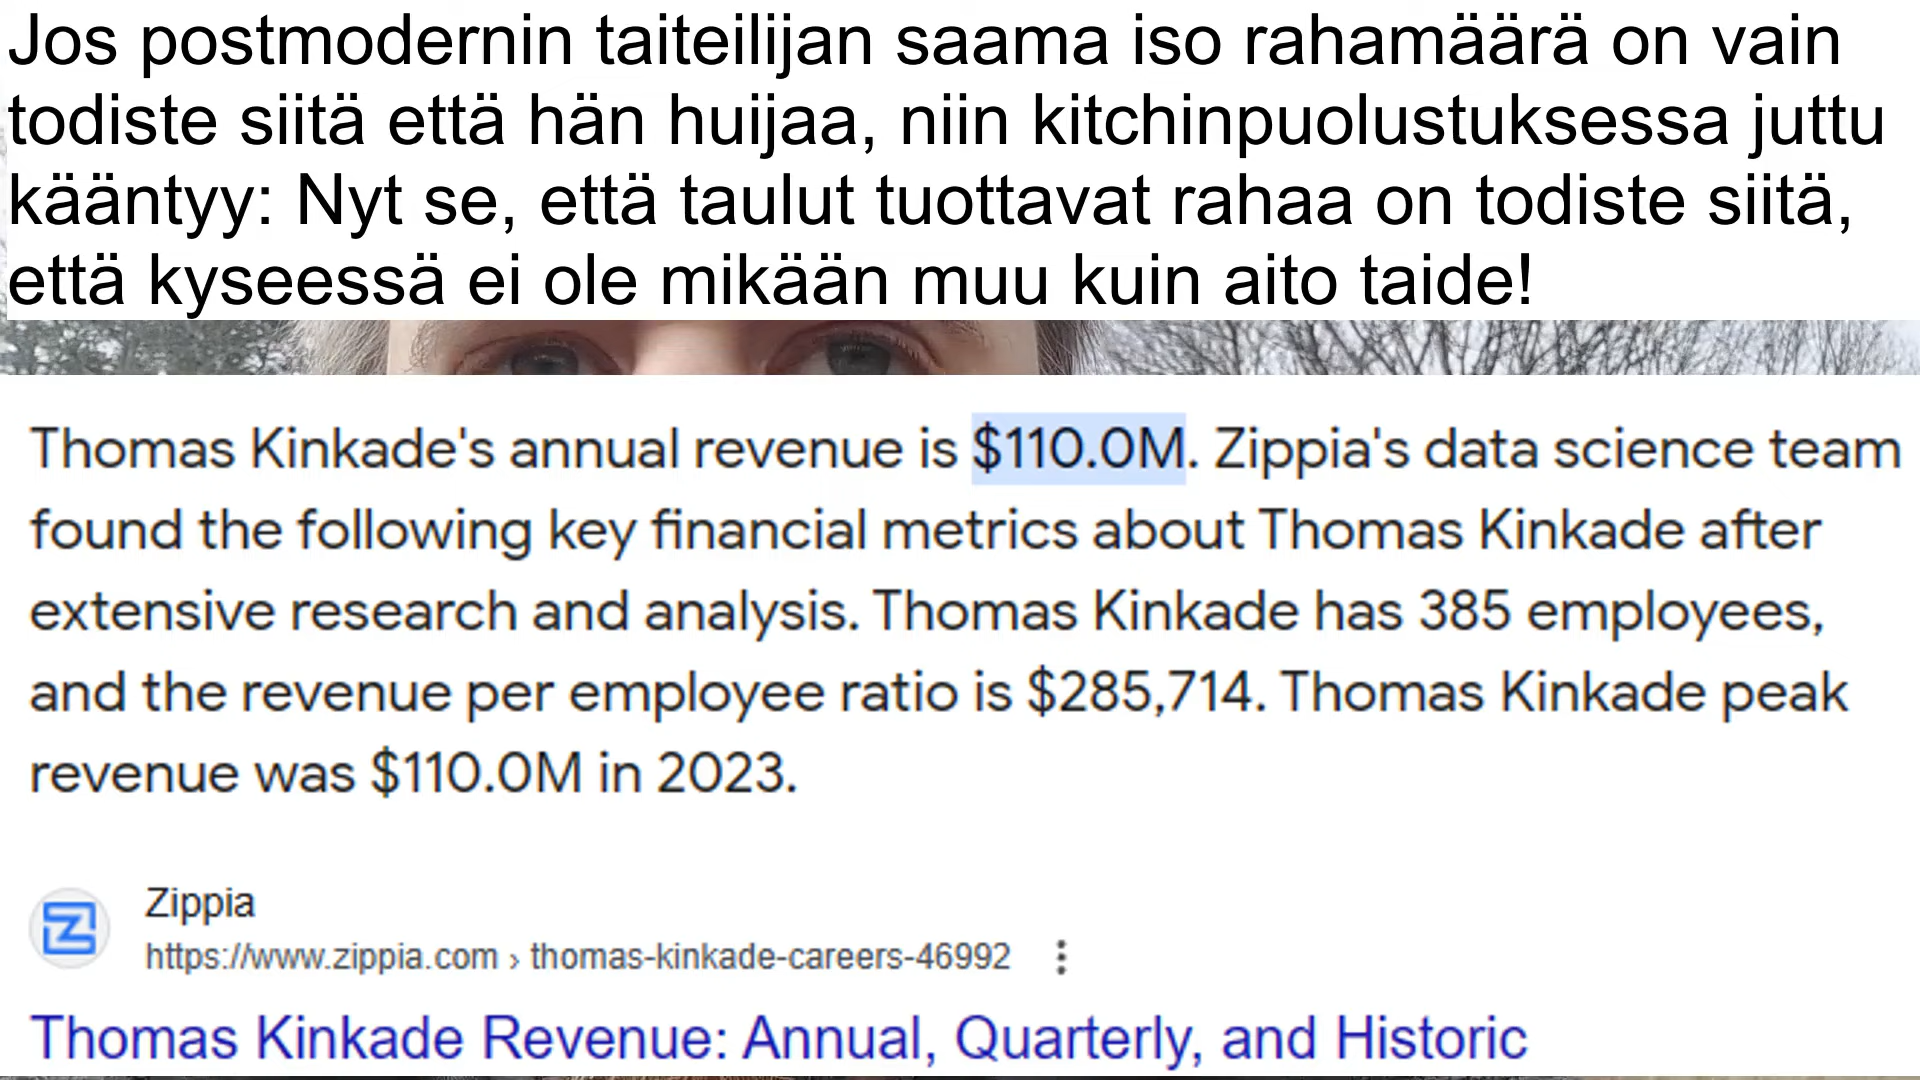 Jos postmodernin taiteilijan saama iso rahamäärä on vain
todiste siitä että hän huijaa, niin kitchinpuolustuksessa juttu
kääntyy: Nyt se, että taulut tuottavat rahaa on todiste siitä,
että kyseessä ei ole mikään muu kuin aito taide!
Thomas Kinkade's annual revenue is $110.0M. Zippia's data science team
found the following key financial metrics about Thomas Kinkade after
extensive research and analysis. Thomas Kinkade has 385 employees,
and the revenue per employee ratio is $285,714. Thomas Kinkade peak
revenue was $110.0M in 2023.
Zippia
https://www.zippia.com › thomas-kinkade-careers-46992
Thomas Kinkade Revenue: Annual, Quarterly, and Historic